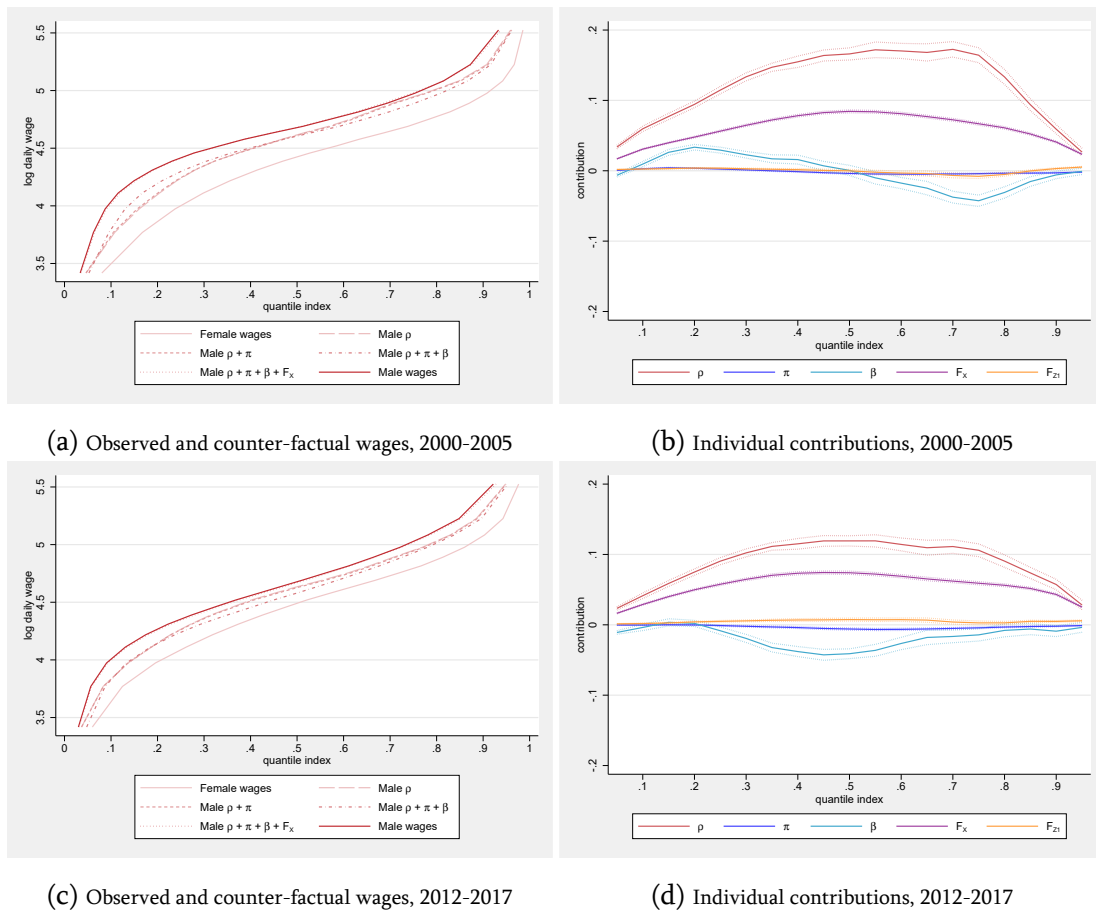 5.5
5
4.5
4
3.5
log daily wage
0 .1 .2 .3 .4 .5 .6 .7 .8 .9 1
quantile index
Female wages Male ρ
Male ρ + π Male ρ + π + β
Male ρ + π + β + Fₓ Male wages
(a) Observed and counter-factual wages, 2000-2005
.2
.1
0
-.1
-.2
contribution
.1 .2 .3 .4 .5 .6 .7 .8 .9
quantile index
ρ π β Fₓ F_Z1
(b) Individual contributions, 2000-2005
5.5
5
4.5
4
3.5
log daily wage
0 .1 .2 .3 .4 .5 .6 .7 .8 .9 1
quantile index
Female wages Male ρ
Male ρ + π Male ρ + π + β
Male ρ + π + β + Fₓ Male wages
(c) Observed and counter-factual wages, 2012-2017
.2
.1
0
-.1
-.2
contribution
.1 .2 .3 .4 .5 .6 .7 .8 .9
quantile index
ρ π β Fₓ F_Z1
(d) Individual contributions, 2012-2017